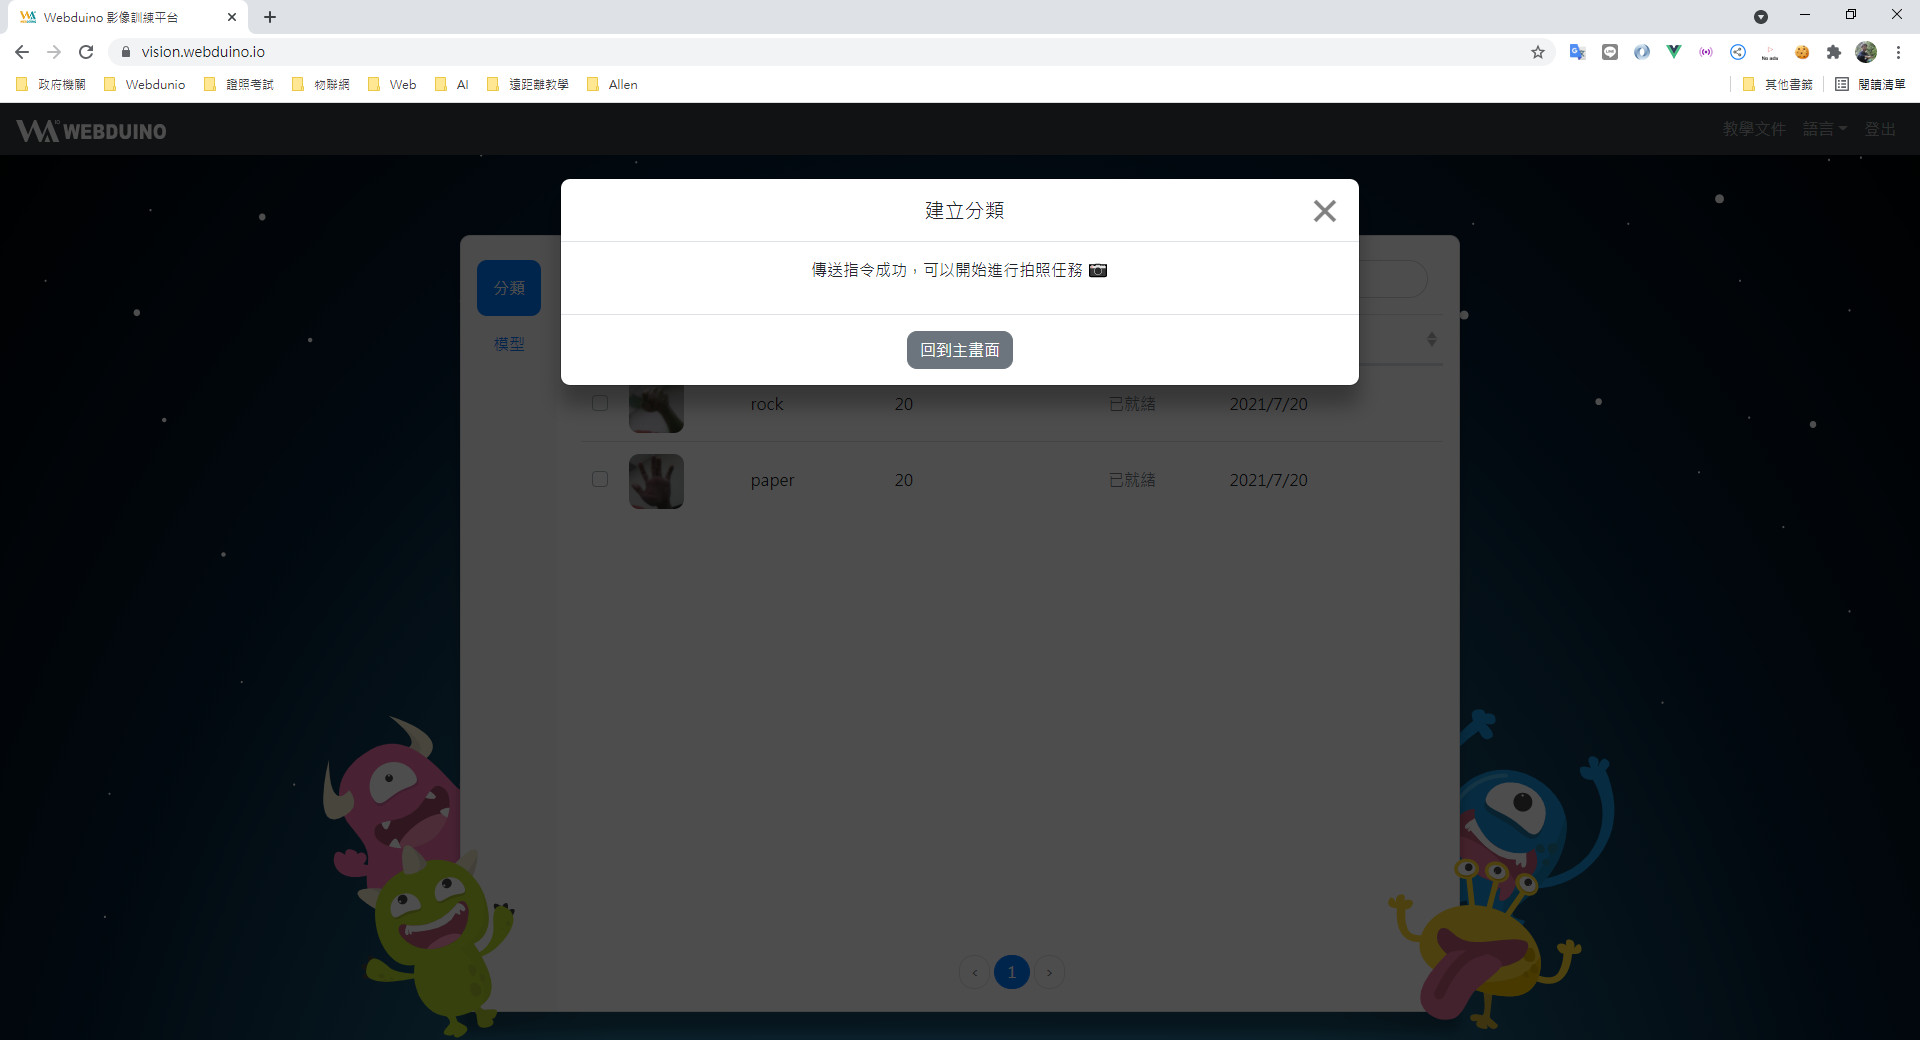 Webduino 影像訓練平台
vision.webduino.io
No ads
政府機關 Webdunio 證照考試 物聯網 Web AI 遠距離教學 Allen 其他書籤 閱讀清單
WEBDUINO 教學文件 語言 登出
建立分類
傳送指令成功，可以開始進行拍照任務
回到主畫面
分類
模型
rock 20 已就緒 2021/7/20
paper 20 已就緒 2021/7/20
‹ 1 ›